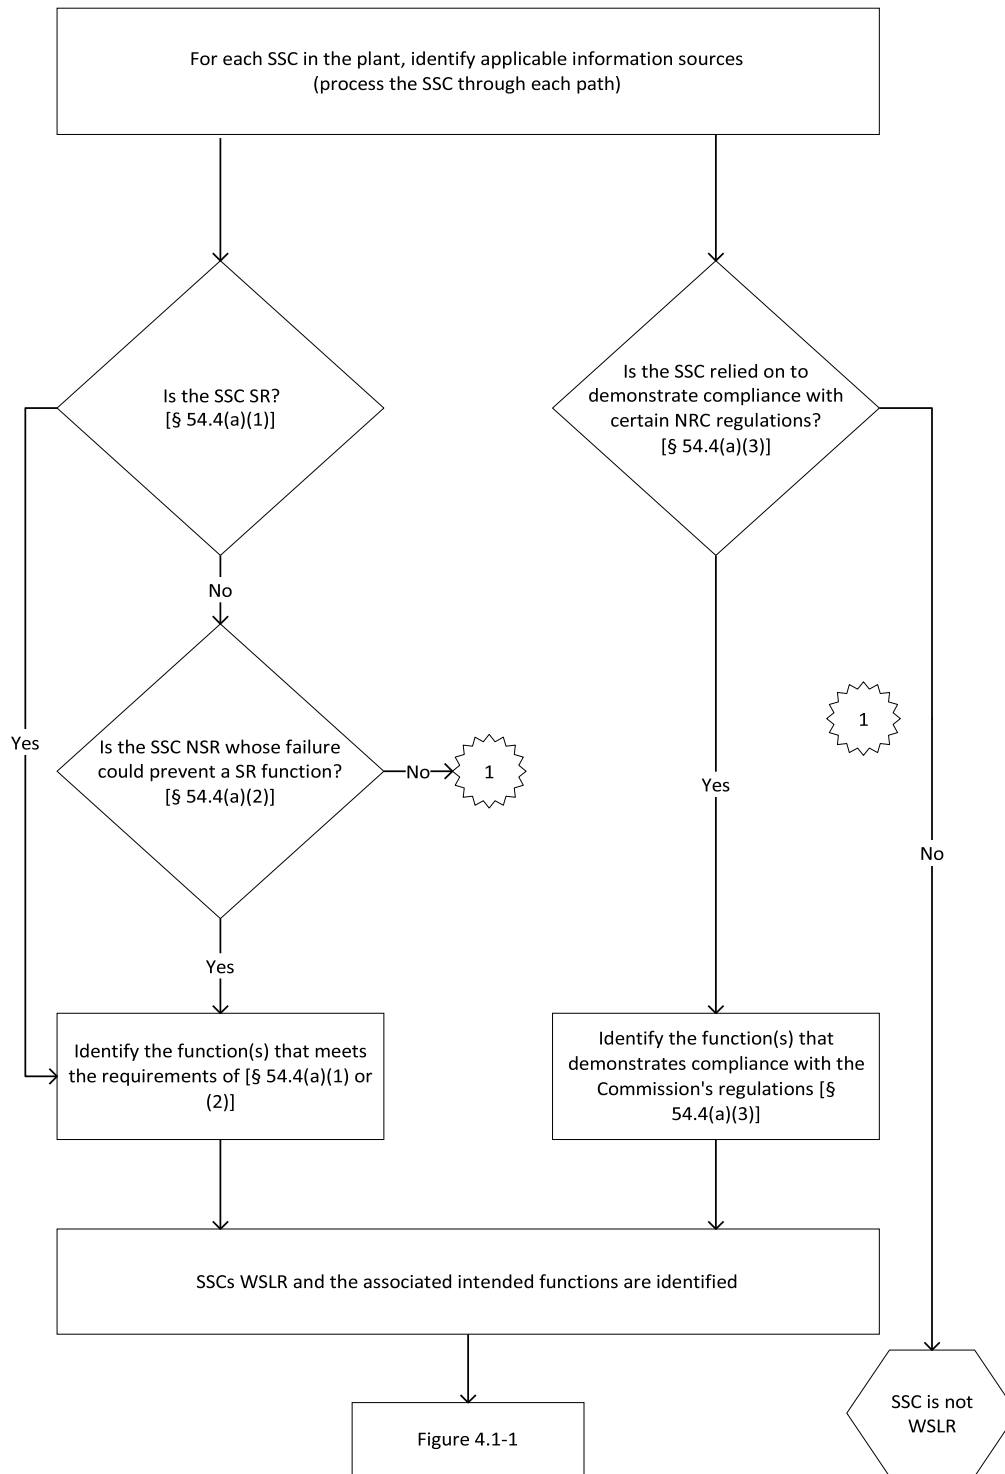 For each SSC in the plant, identify applicable information sources
(process the SSC through each path)
Is the SSC SR?
[§ 54.4(a)(1)]
Is the SSC relied on to
demonstrate compliance with
certain NRC regulations?
[§ 54.4(a)(3)]
No
Yes
Is the SSC NSR whose failure
could prevent a SR function?
[§ 54.4(a)(2)]
No
1
1
Yes
No
Yes
Identify the function(s) that meets
the requirements of [§ 54.4(a)(1) or
(2)]
Identify the function(s) that
demonstrates compliance with the
Commission's regulations [§
54.4(a)(3)]
SSCs WSLR and the associated intended functions are identified
SSC is not
WSLR
Figure 4.1-1